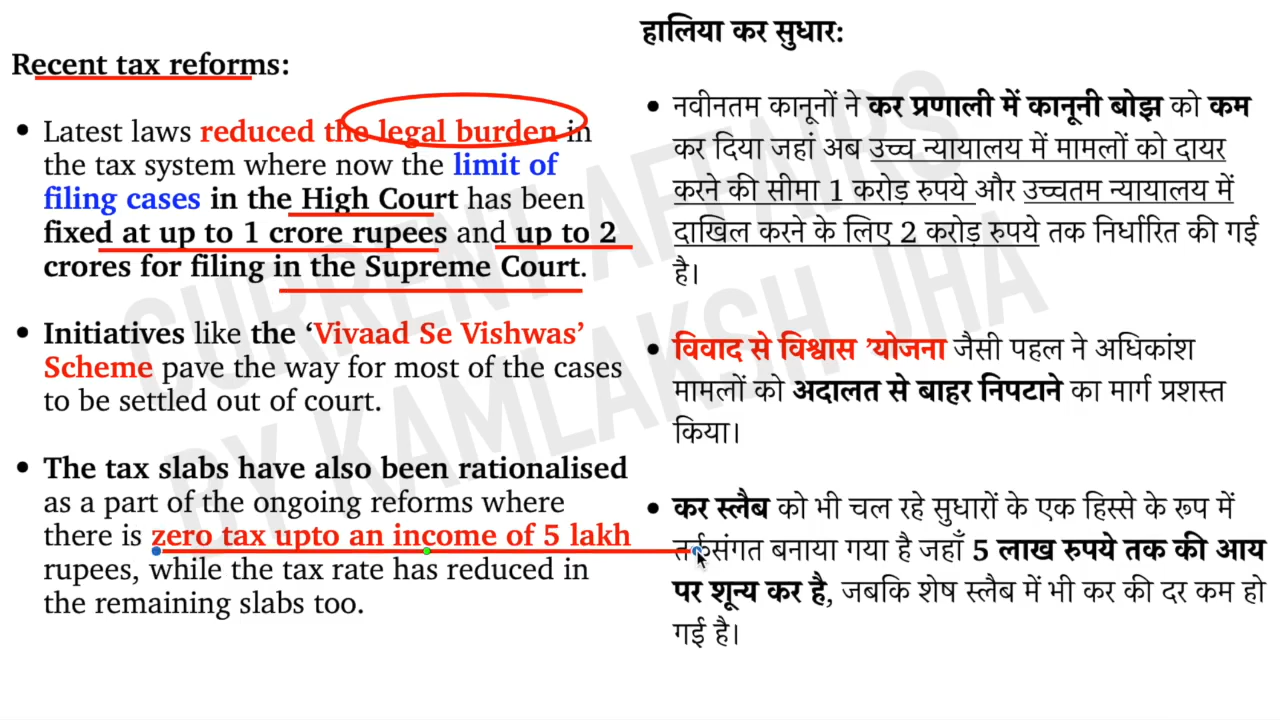 Recent tax reforms:
• Latest laws reduced the legal burden in
the tax system where now the limit of
filing cases in the High Court has been
fixed at up to 1 crore rupees and up to 2
crores for filing in the Supreme Court.
• Initiatives like the ‘Vivaad Se Vishwas’
Scheme pave the way for most of the cases
to be settled out of court.
• The tax slabs have also been rationalised
as a part of the ongoing reforms where
there is zero tax upto an income of 5 lakh
rupees, while the tax rate has reduced in
the remaining slabs too.
हालिया कर सुधार:
• नवीनतम कानूनों ने कर प्रणाली में कानूनी बोझ को कम
कर दिया जहां अब उच्च न्यायालय में मामलों को दायर
करने की सीमा 1 करोड़ रुपये और उच्चतम न्यायालय में
दाखिल करने के लिए 2 करोड़ रुपये तक निर्धारित की गई
है।
• विवाद से विश्वास ’योजना जैसी पहल ने अधिकांश
मामलों को अदालत से बाहर निपटाने का मार्ग प्रशस्त
किया।
• कर स्लैब को भी चल रहे सुधारों के एक हिस्से के रूप में
तर्कसंगत बनाया गया है जहाँ 5 लाख रुपये तक की आय
पर शून्य कर है, जबकि शेष स्लैब में भी कर की दर कम हो
गई है।
CURRENT AFFAIRS
BY KAMLAKSH JHA